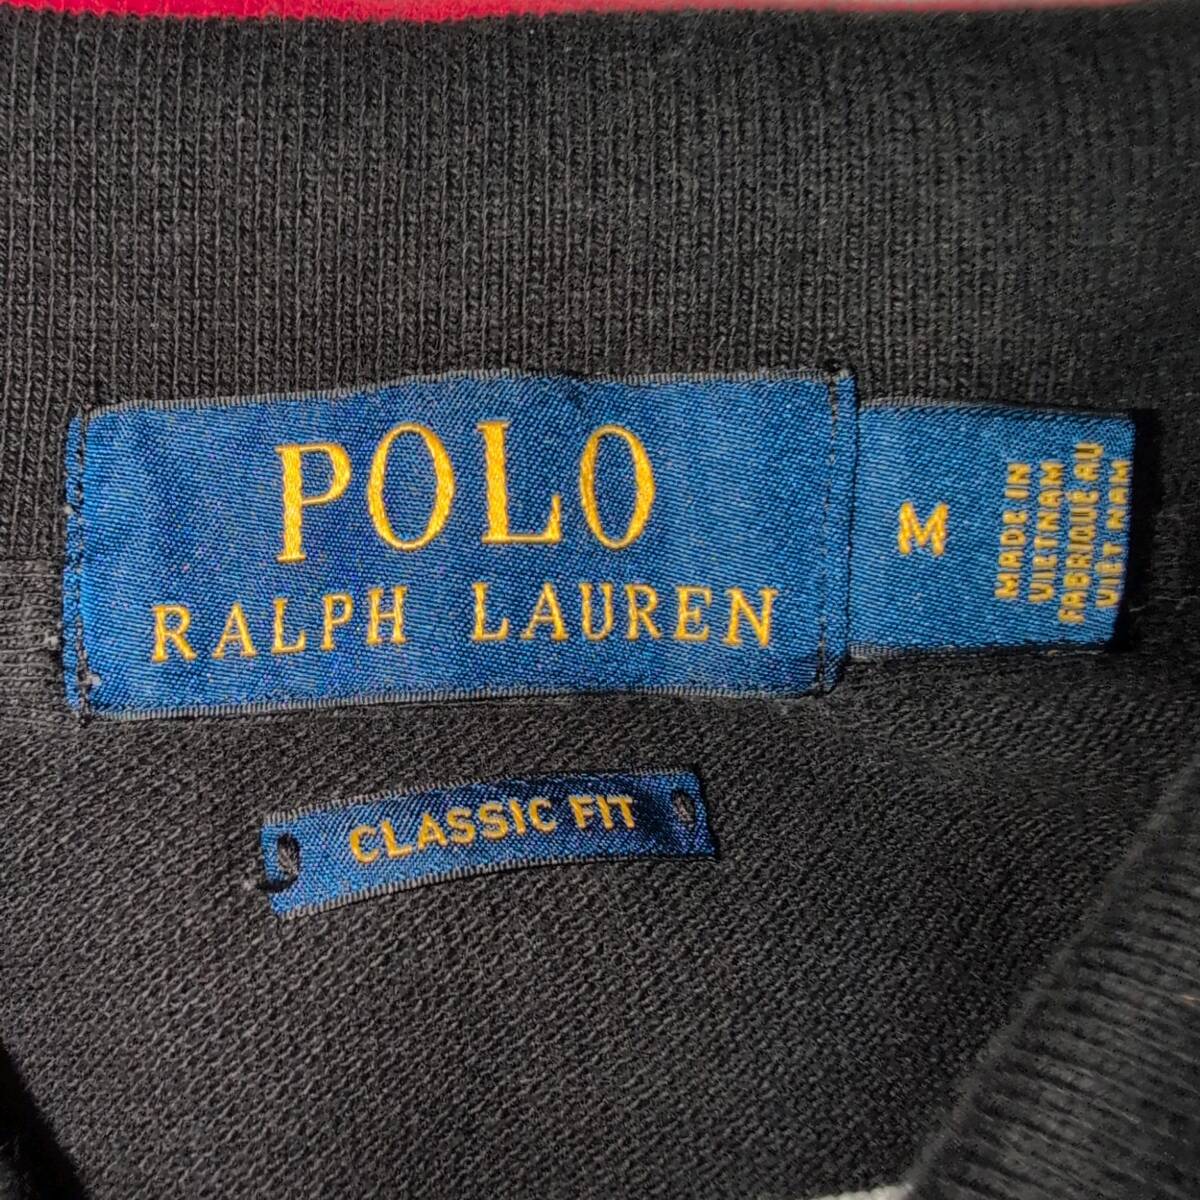 POLO
RALPH LAUREN
M
MADE IN
VIETNAM
FABRIQUÉ AU
VIET NAM
CLASSIC FIT